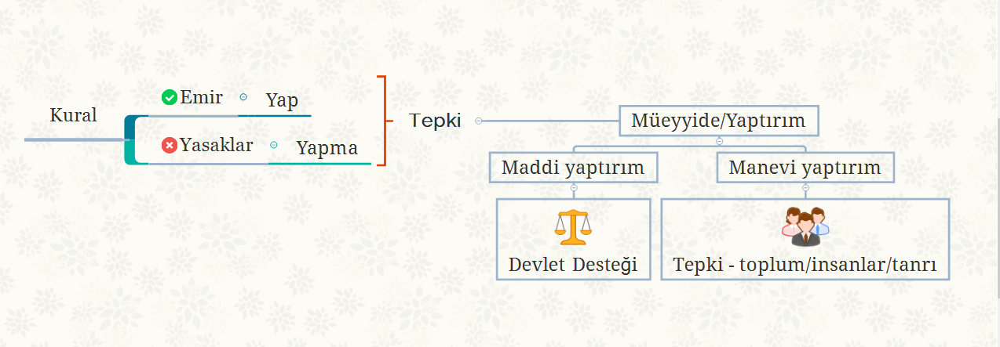 Kural
Emir
Yap
Yasaklar
Yapma
Tepki
Müeyyide/Yaptırım
Maddi yaptırım
Manevi yaptırım
Devlet Desteği
Tepki - toplum/insanlar/tanrı